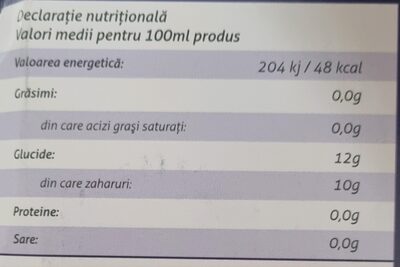 Declarație nutrițională
Valori medii pentru 100ml produs
Valoarea energetică: 204 kj / 48 kcal
Grăsimi: 0,0g
din care acizi grași saturați: 0,0g
Glucide: 12g
din care zaharuri: 10g
Proteine: 0,0g
Sare: 0,0g